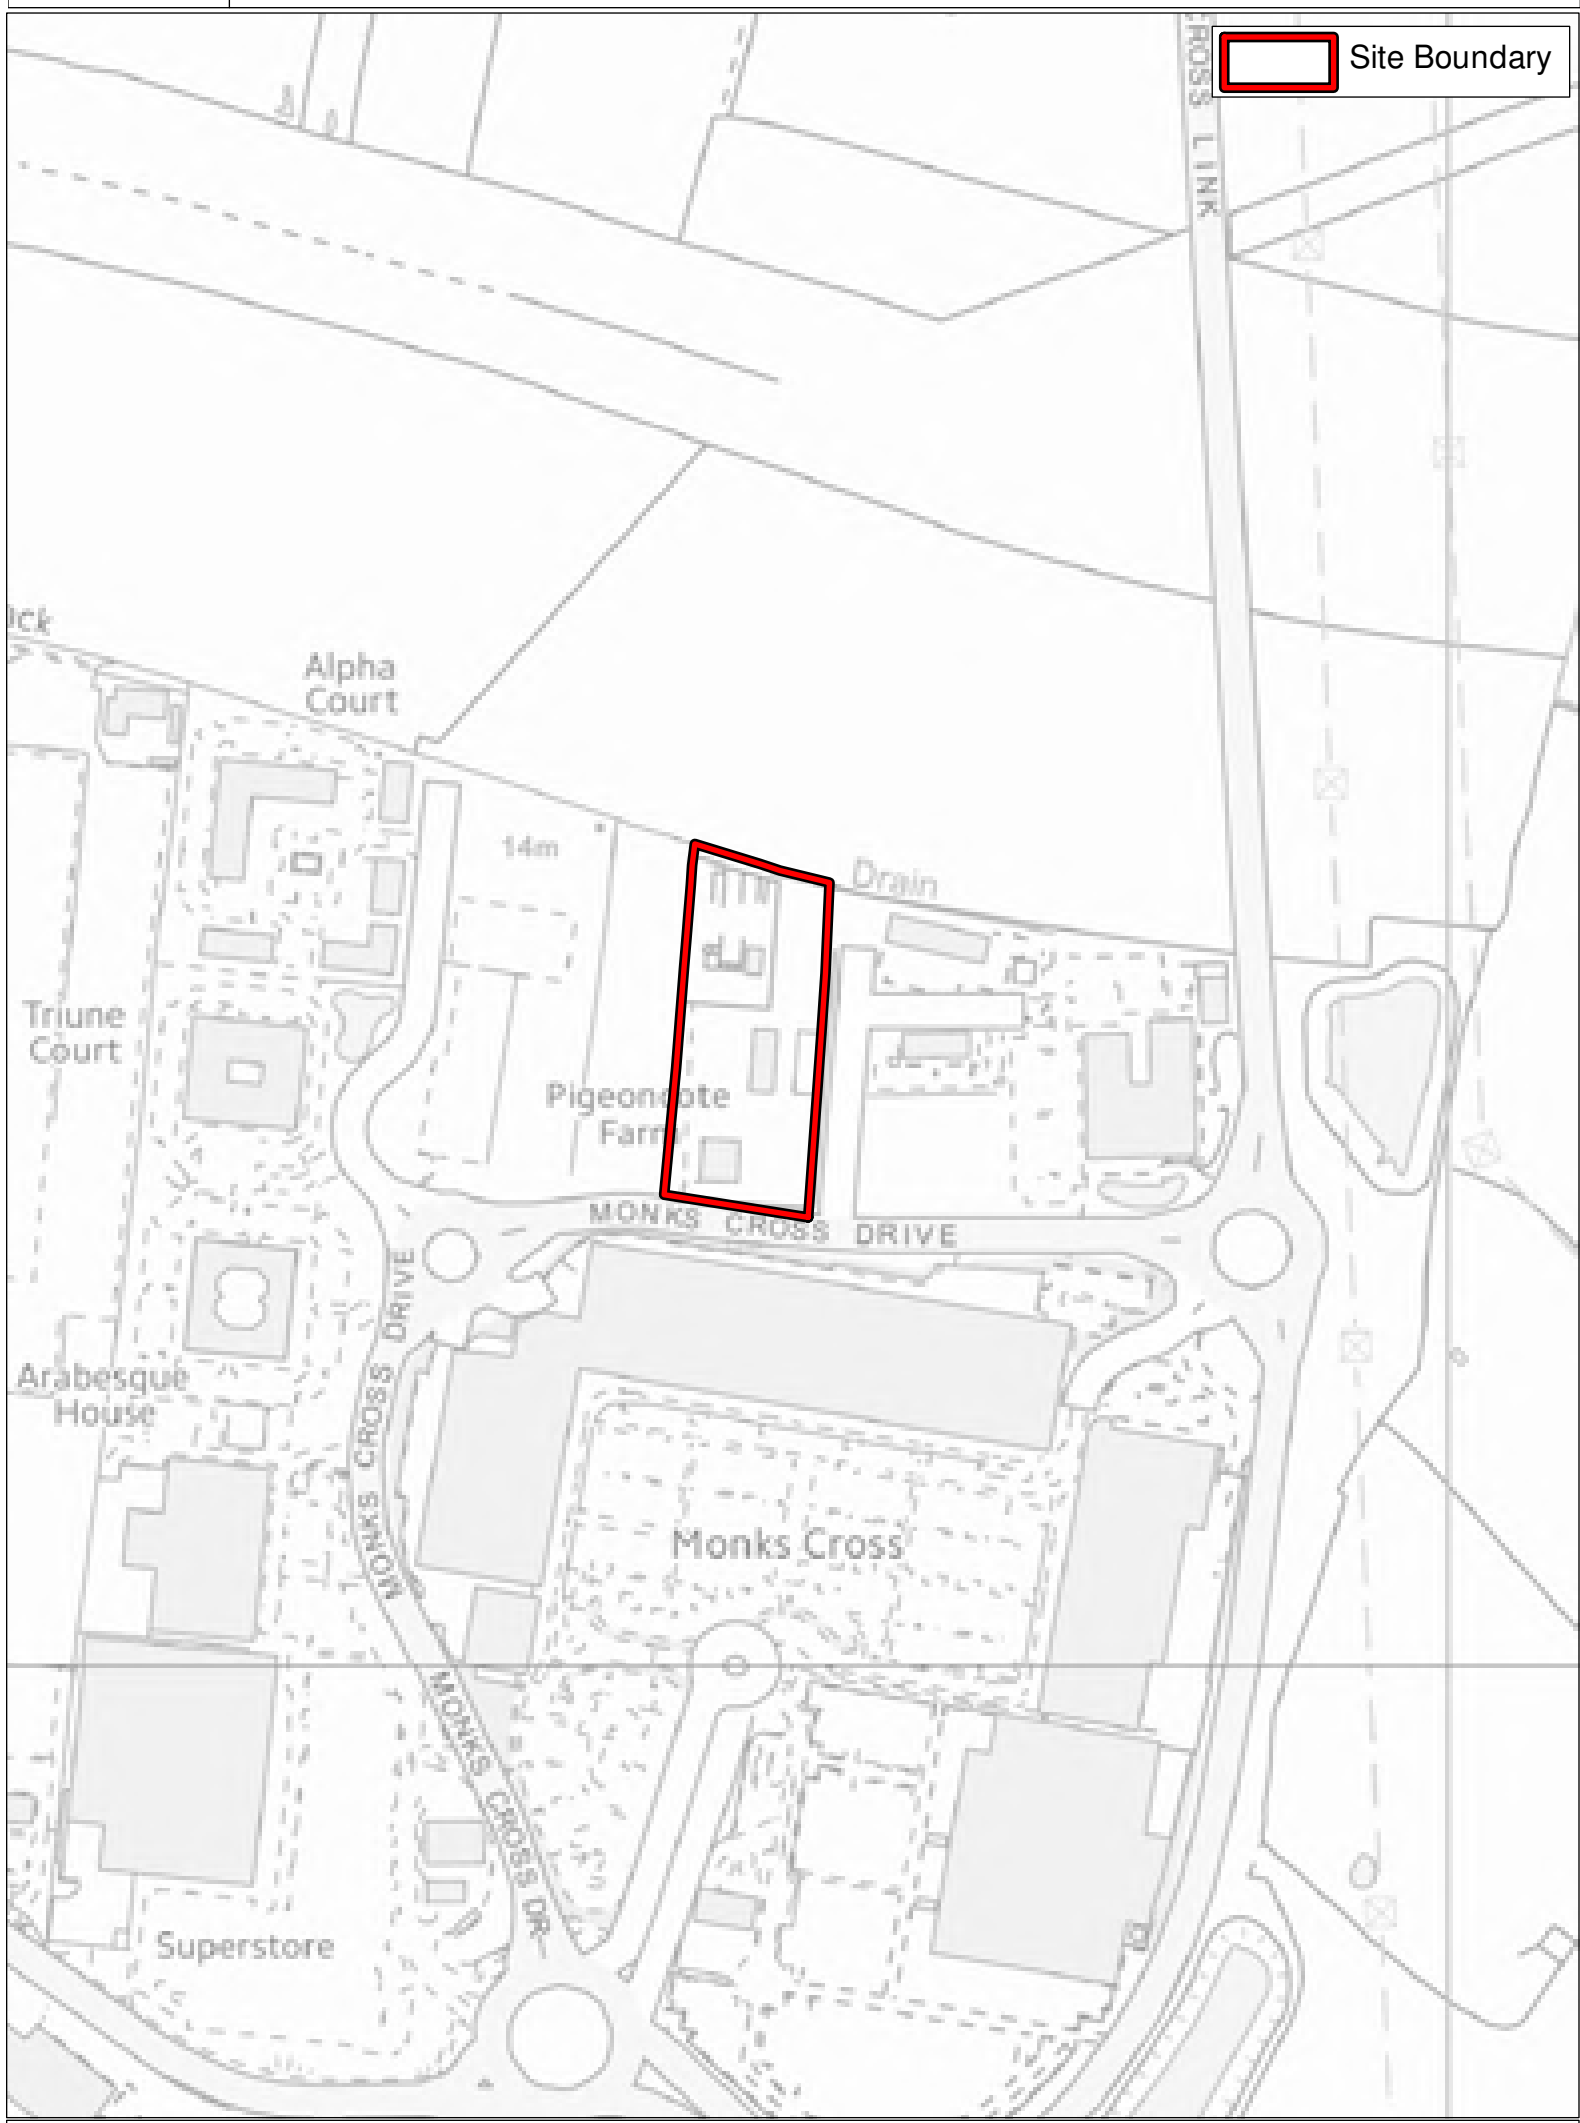 Site Boundary
CROSS LINK
Alpha
Court
14m
Drain
Triune
Court
Pigeoncote
Farm
MONKS CROSS DRIVE
MONKS CROSS DRIVE
Arabesque
House
Monks Cross
MONKS CROSS DR
Superstore